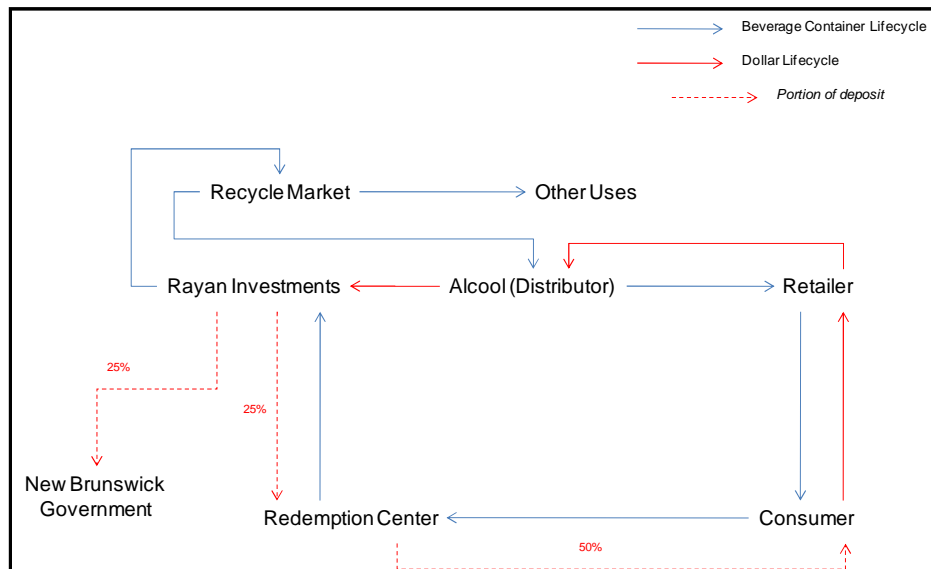 Beverage Container Lifecycle
Dollar Lifecycle
Portion of deposit
Recycle Market
Other Uses
Rayan Investments
Alcool (Distributor)
Retailer
25%
25%
New Brunswick
Government
Redemption Center
Consumer
50%